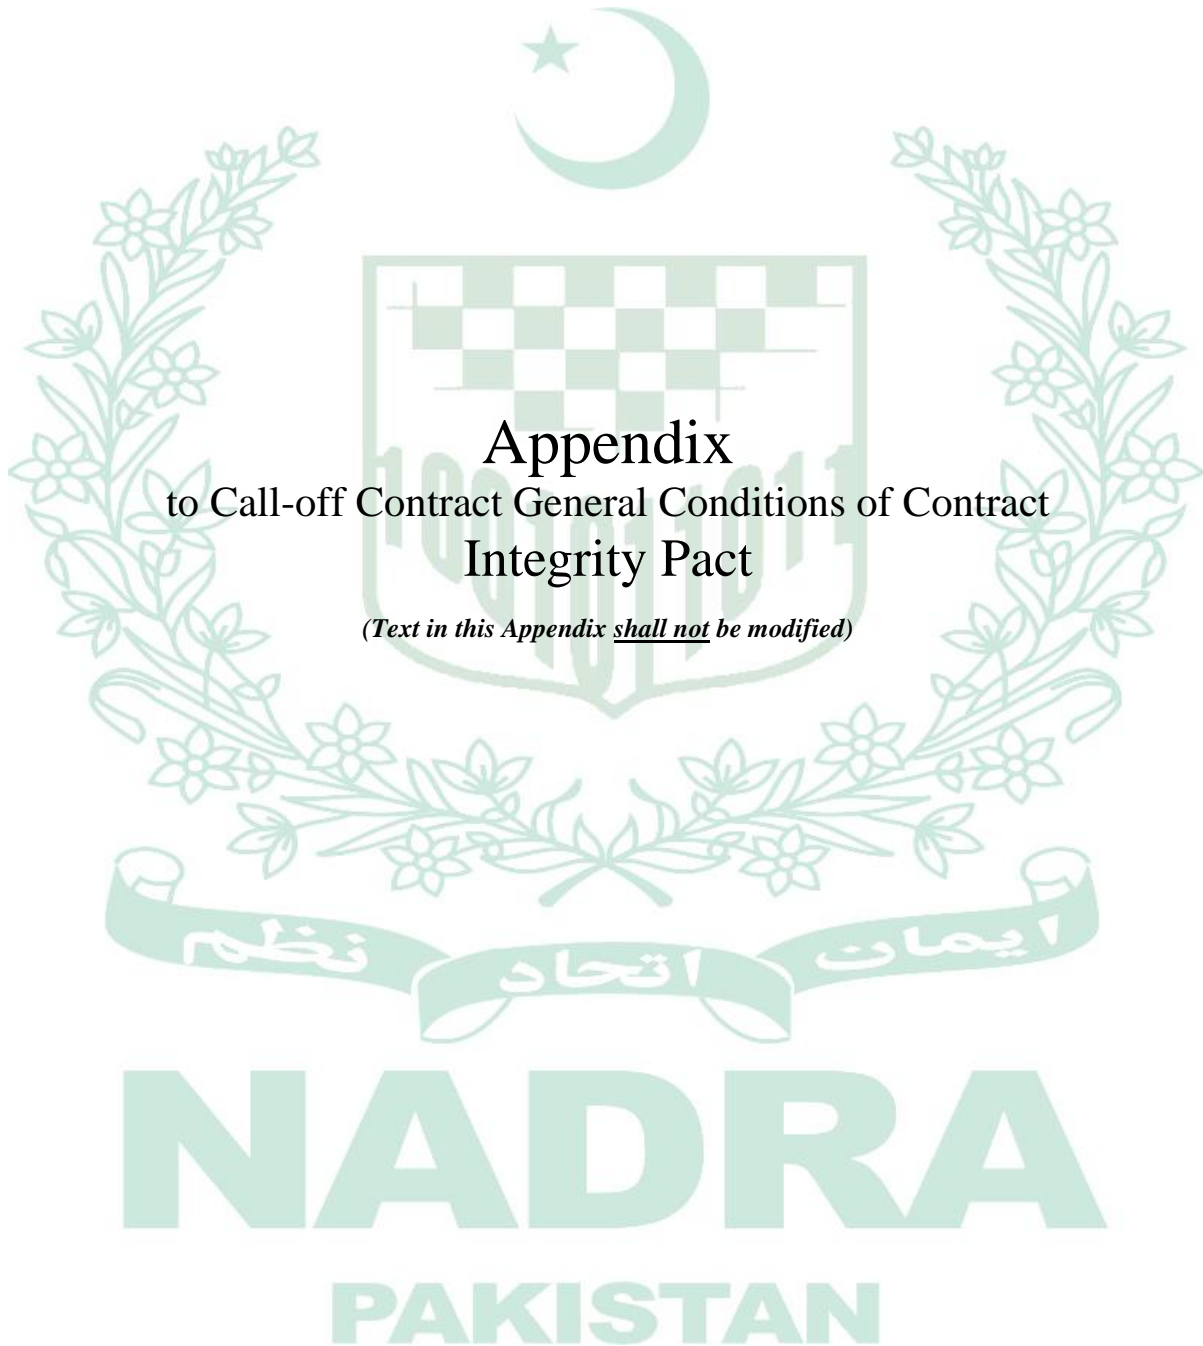 Appendix
to Call-off Contract General Conditions of Contract
Integrity Pact
(Text in this Appendix shall not be modified)
ایمان اتحاد نظم
NADRA
PAKISTAN